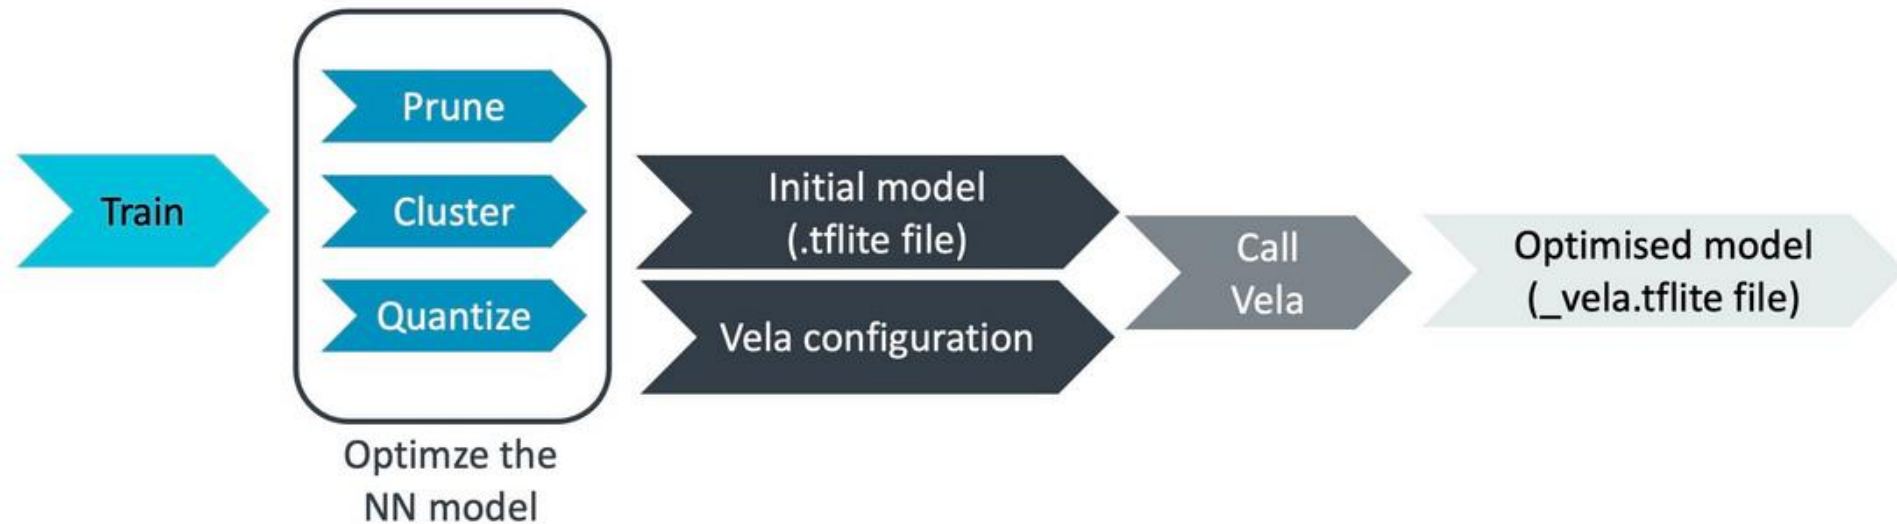 Train
Prune
Cluster
Quantize
Optimze the
NN model
Initial model
(.tflite file)
Vela configuration
Call
Vela
Optimised model
(_vela.tflite file)